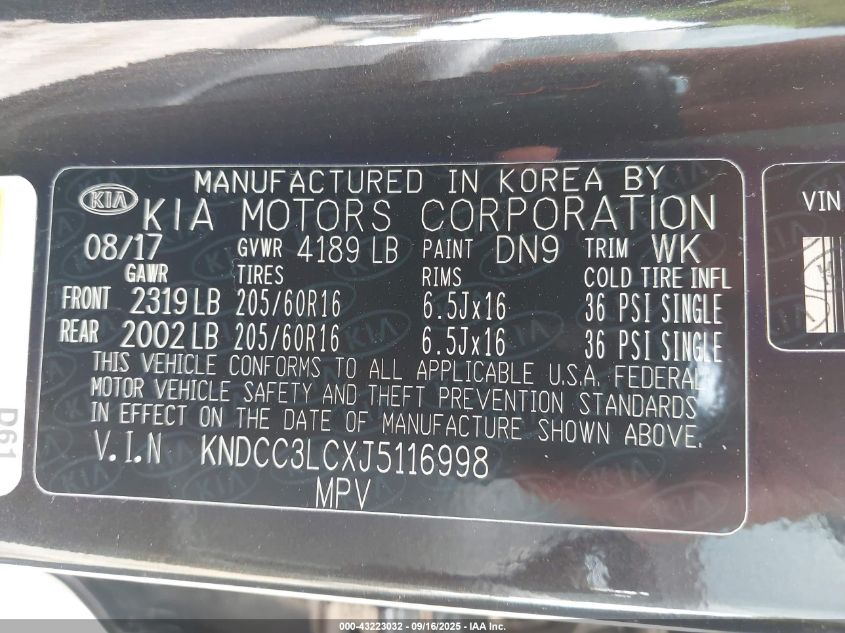 MANUFACTURED IN KOREA BY
KIA KIA MOTORS CORPORATION
08/17 GVWR 4189 LB PAINT DN9 TRIM WK
GAWR TIRES RIMS COLD TIRE INFL
FRONT 2319 LB 205/60R16 6.5Jx16 36 PSI SINGLE
REAR 2002 LB 205/60R16 6.5Jx16 36 PSI SINGLE
THIS VEHICLE CONFORMS TO ALL APPLICABLE U.S.A. FEDERAL
MOTOR VEHICLE SAFETY AND THEFT PREVENTION STANDARDS
IN EFFECT ON THE DATE OF MANUFACTURE SHOWN ABOVE.
V.I.N KNDCC3LCXJ5116998
MPV
VIN
D61
000-43223032 - 09/16/2025 - IAA Inc.